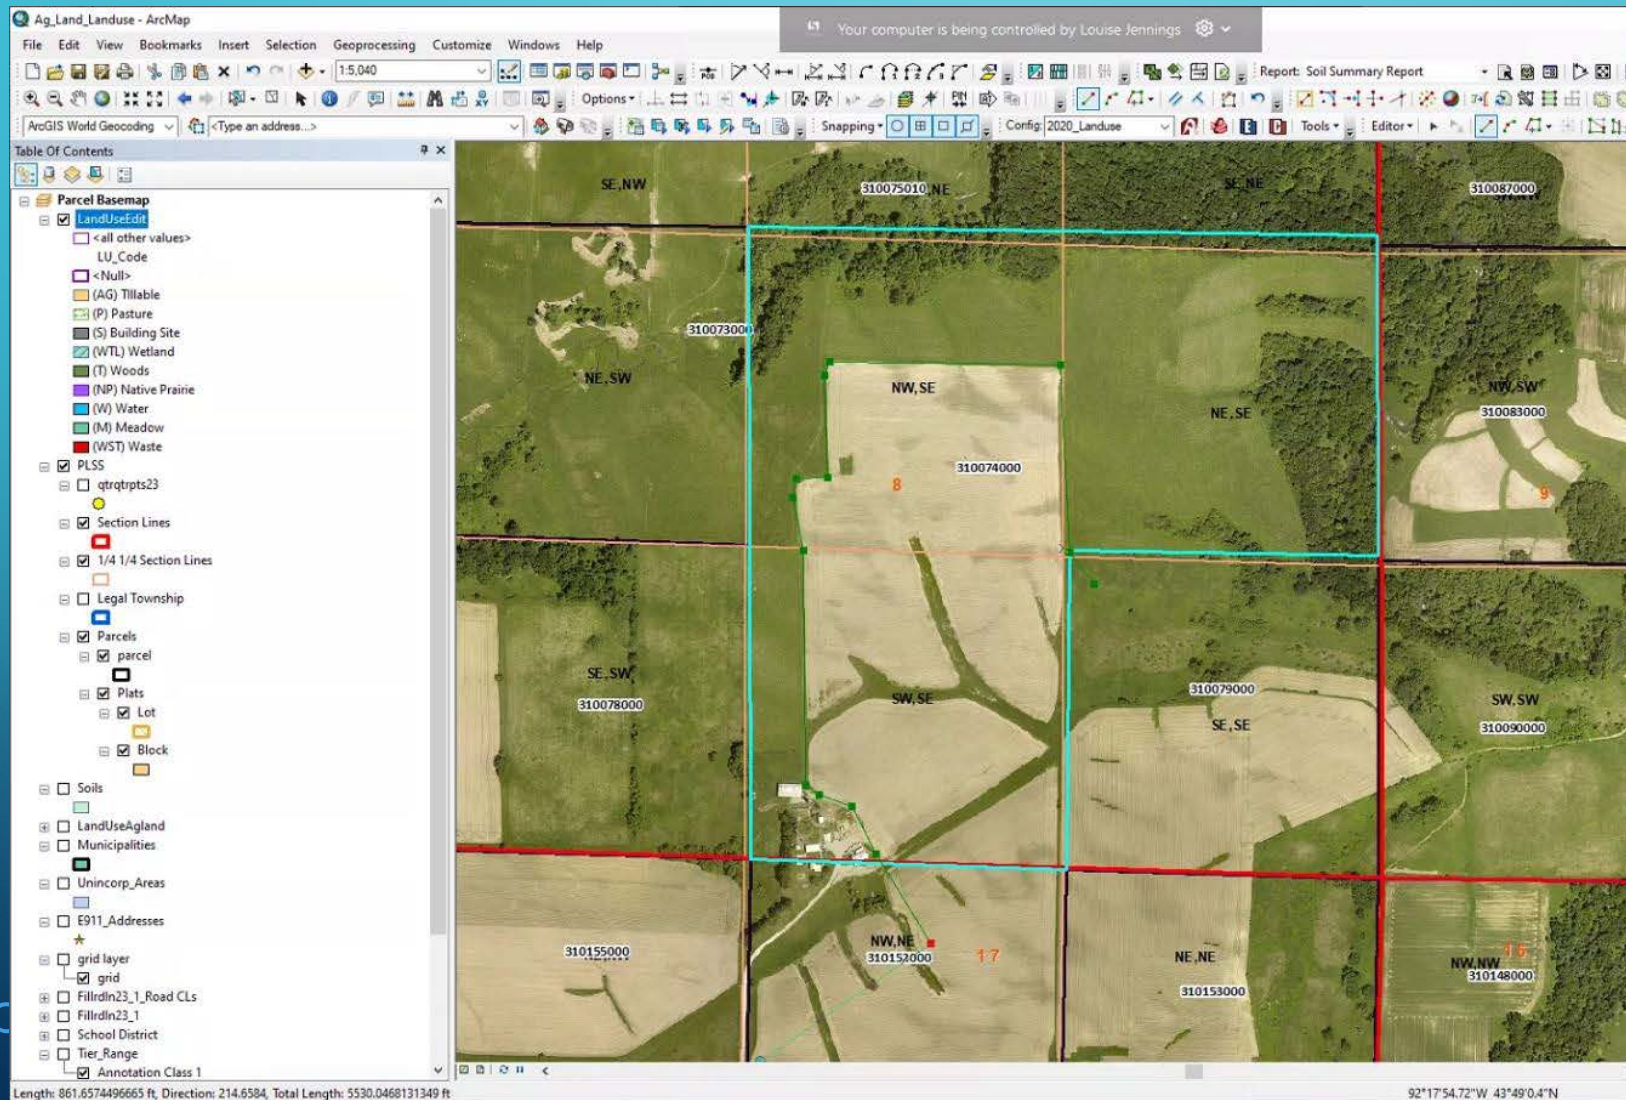 Ag_Land_Landuse - ArcMap
Your computer is being controlled by Louise Jennings
File Edit View Bookmarks Insert Selection Geoprocessing Customize Windows Help
1:5,040
Report: Soil Summary Report
Options
ArcGIS World Geocoding
<Type an address...>
Snapping
Config: 2020_Landuse
Tools
Editor
Table Of Contents
Parcel Basemap
LandUseEdit
<all other values>
LU_Code
<Null>
(AG) Tillable
(P) Pasture
(S) Building Site
(WTL) Wetland
(T) Woods
(NP) Native Prairie
(W) Water
(M) Meadow
(WST) Waste
PLSS
qtrqtrpts23
Section Lines
1/4 1/4 Section Lines
Legal Township
Parcels
parcel
Plats
Lot
Block
Soils
LandUseAgland
Municipalities
Unincorp_Areas
E911_Addresses
grid layer
grid
Fillrdln23_1_Road CLs
Fillrdln23_1
School District
Tier_Range
Annotation Class 1
SE,NW
310075010
NE
SE,NE
310087000
310073000
NE,SW
NW,SE
310074000
8
NE,SE
NW,SW
310083000
9
SE,SW
310078000
SW,SE
310079000
SE,SE
SW,SW
310090000
310155000
NW,NE
310152000
17
NE,NE
310153000
16
NW,NW
310148000
Length: 861.6574496665 ft, Direction: 214.6584, Total Length: 5530.0468131349 ft
92°17'54.72"W 43°49'0.4"N